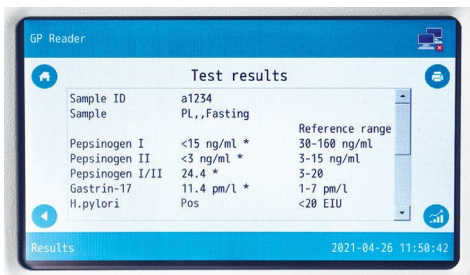 GP Reader
Test results
Sample ID a1234
Sample PL,,Fasting
Reference range
Pepsinogen I <15 ng/ml * 30-160 ng/ml
Pepsinogen II <3 ng/ml * 3-15 ng/ml
Pepsinogen I/II 24.4 * 3-20
Gastrin-17 11.4 pm/l * 1-7 pm/l
H.pylori Pos <20 EIU
Results 2021-04-26 11:50:42